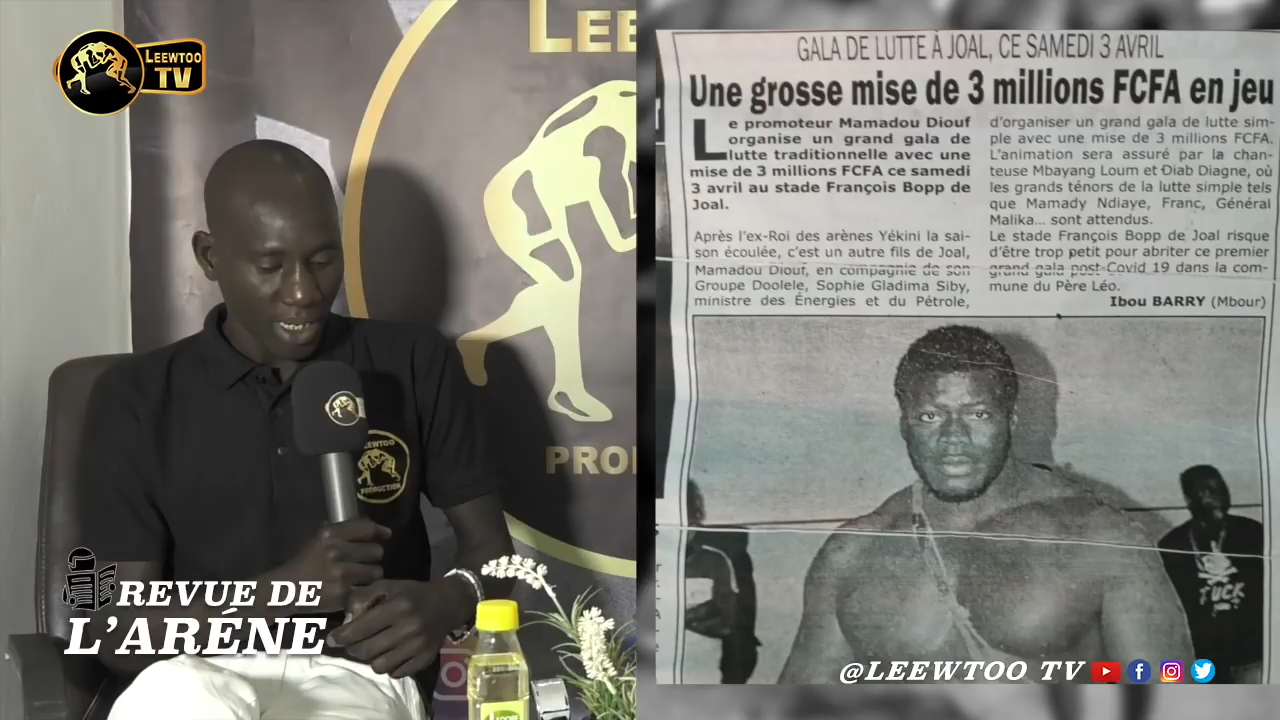 LEEWTOO
TV
LEE
PRO
LEEWTOO
PRODUCTION
REVUE DE
L'ARÉNE
GALA DE LUTTE À JOAL, CE SAMEDI 3 AVRIL
Une grosse mise de 3 millions FCFA en jeu
Le promoteur Mamadou Diouf
organise un grand gala de
lutte traditionnelle avec une
mise de 3 millions FCFA ce samedi
3 avril au stade François Bopp de
Joal.
Après l'ex-Roi des arènes Yékini la sai-
son écoulée, c'est un autre fils de Joal,
Mamadou Diouf, en compagnie de son
Groupe Doolele, Sophie Gladima Siby,
ministre des Énergies et du Pétrole,
d'organiser un grand gala de lutte sim-
ple avec une mise de 3 millions FCFA.
L'animation sera assuré par la chan-
teuse Mbayang Loum et Diab Diagne, où
les grands ténors de la lutte simple tels
que Mamady Ndiaye, Franc, Général
Malika... sont attendus.
Le stade François Bopp de Joal risque
d'être trop petit pour abriter ce premier
grand gala post-Covid 19 dans la com-
mune du Père Léo.
Ibou BARRY (Mbour)
@LEEWTOO TV